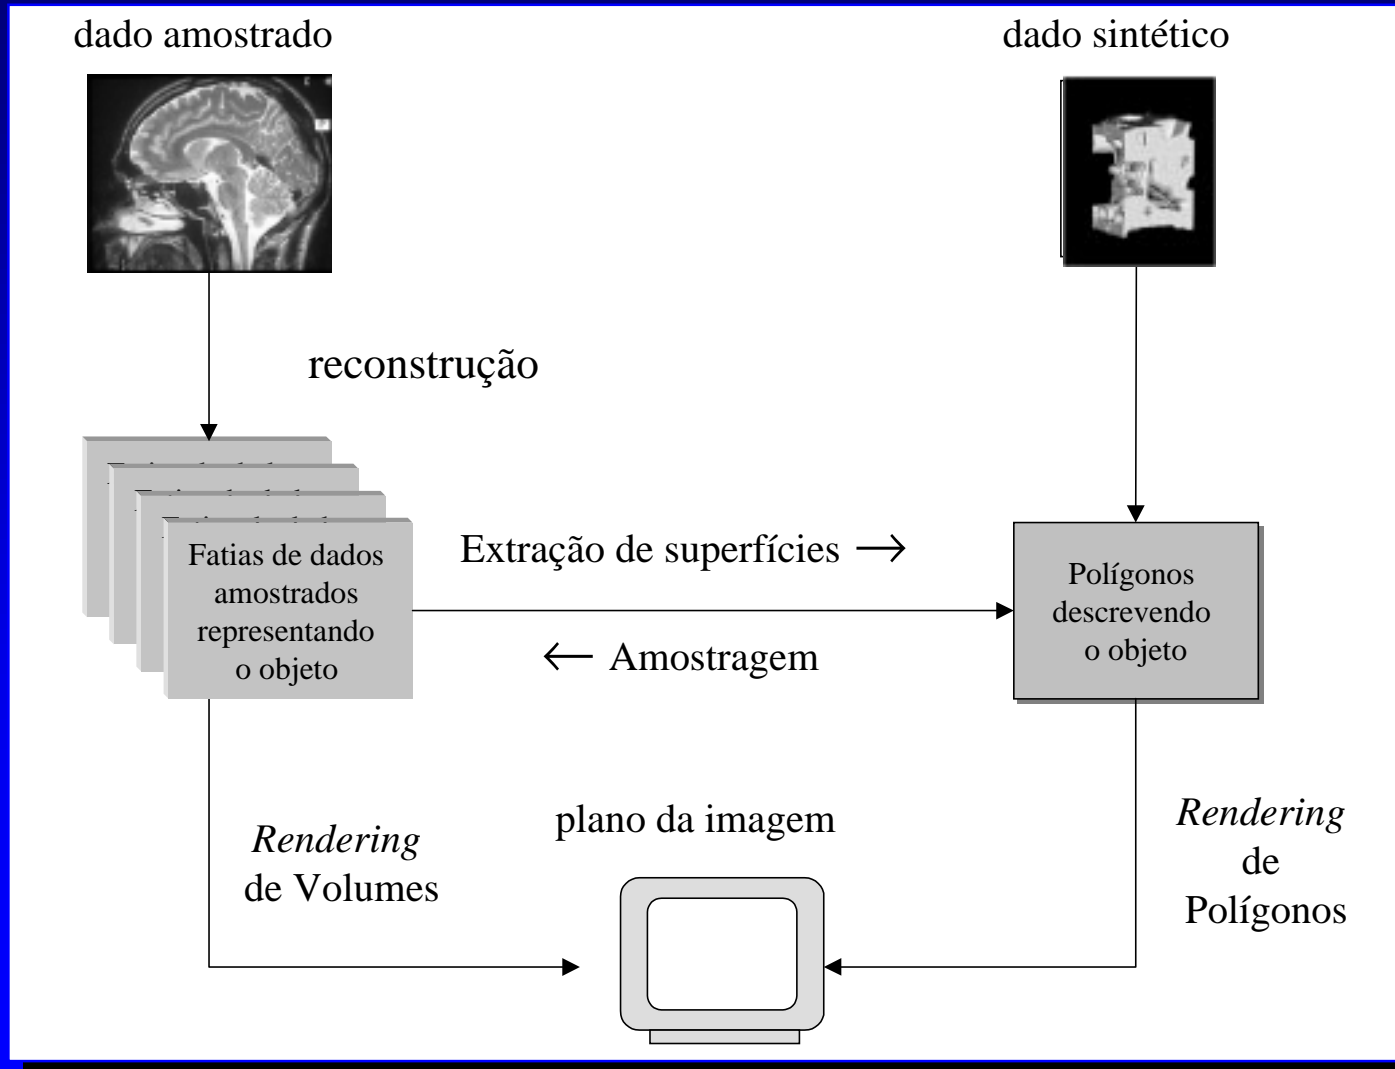 dado amostrado
dado sintético
reconstrução
Fatias de dados
amostrados
representando
o objeto
Extração de superfícies →
← Amostragem
Polígonos
descrevendo
o objeto
Rendering
de Volumes
plano da imagem
Rendering
de
Polígonos